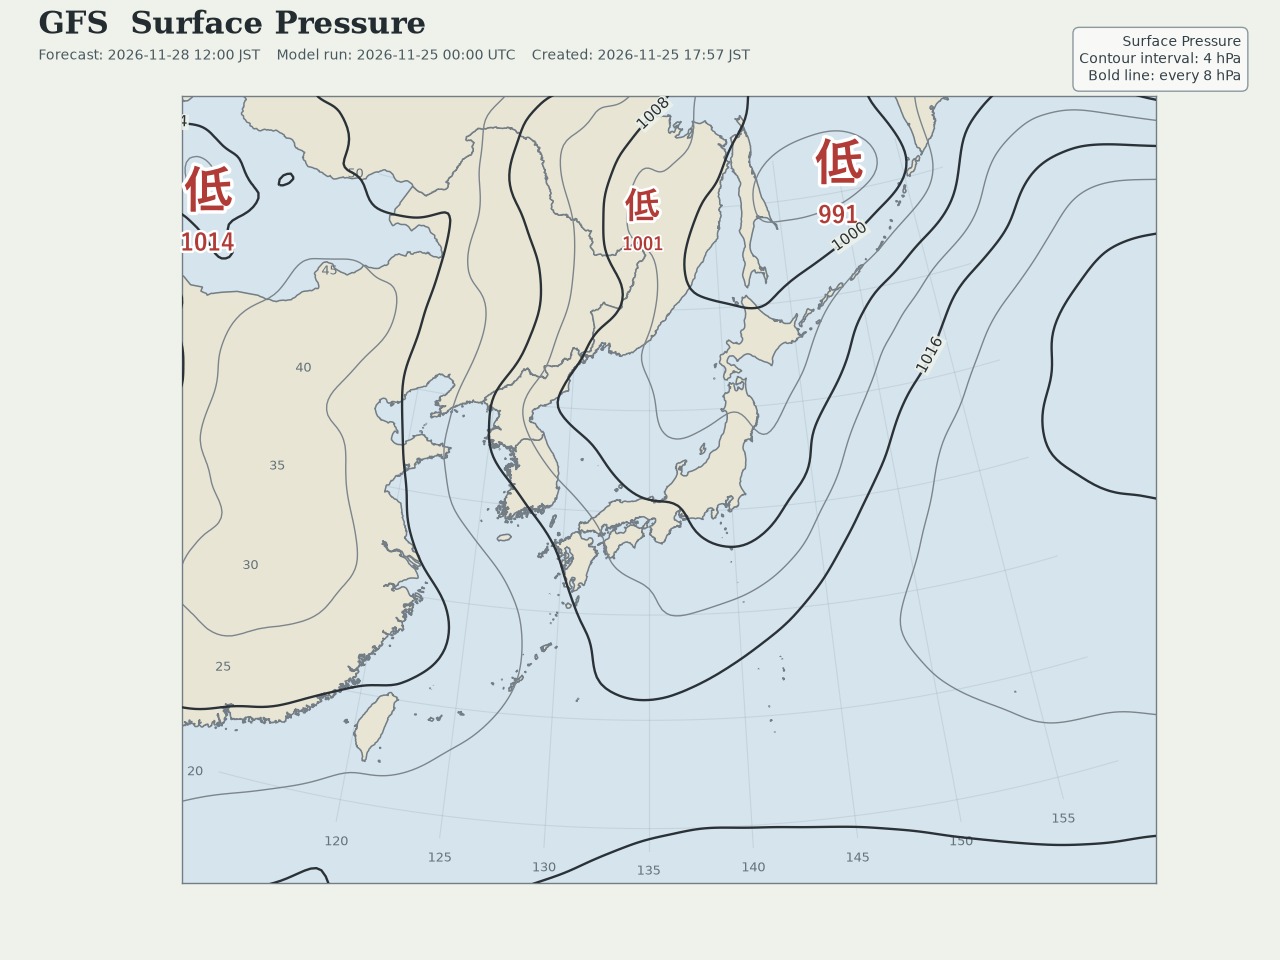 GFS  Surface Pressure
Forecast: 2026-11-28 12:00 JST    Model run: 2026-11-25 00:00 UTC    Created: 2026-11-25 17:57 JST
Surface Pressure
Contour interval: 4 hPa
Bold line: every 8 hPa
1008
4
低
1014
50
低
1001
低
991
1000
45
1016
40
35
30
25
20
120
125
130
135
140
145
150
155